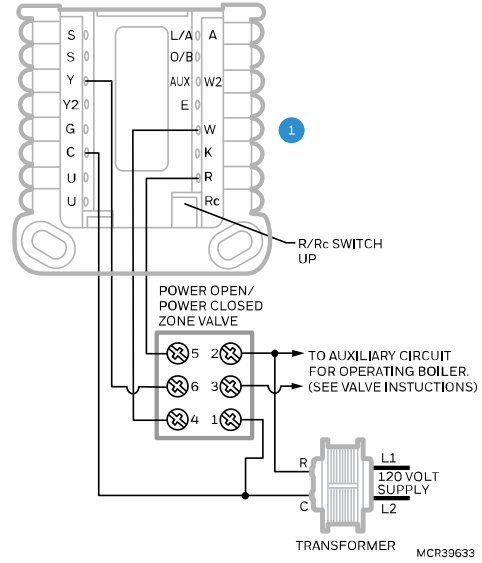 S L/A A
S O/B
Y AUX W2
Y2 E
G W
C K
U R
U Rc
1
R/Rc SWITCH
UP
POWER OPEN/
POWER CLOSED
ZONE VALVE
5 2
6 3
4 1
TO AUXILIARY CIRCUIT
FOR OPERATING BOILER.
(SEE VALVE INSTUCTIONS)
R L1
120 VOLT
SUPPLY
C L2
TRANSFORMER
MCR39633